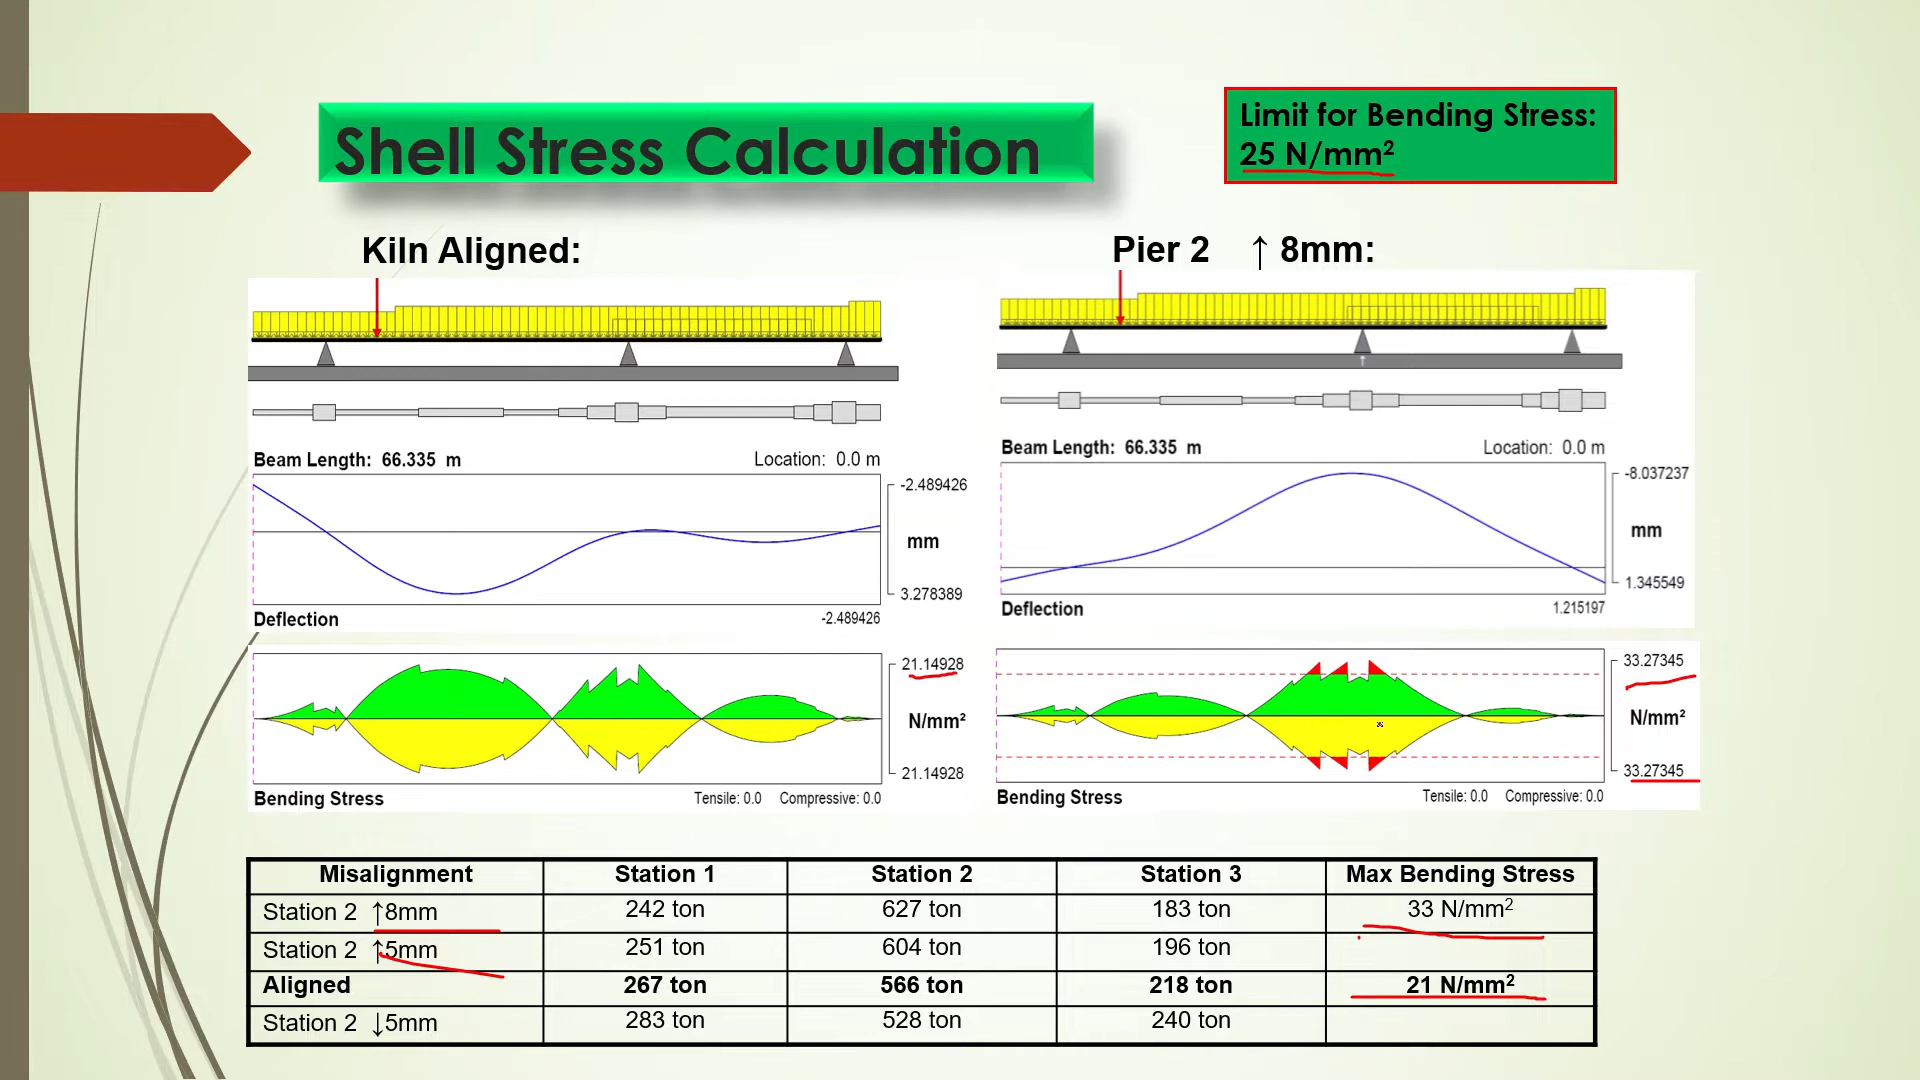 Shell Stress Calculation
Limit for Bending Stress:
25 N/mm²
Kiln Aligned:
Pier 2 ↑ 8mm:
Beam Length: 66.335 m
Location: 0.0 m
-2.489426
mm
3.278389
Deflection
-2.489426
21.14928
N/mm²
21.14928
Bending Stress
Tensile: 0.0 Compressive: 0.0
Beam Length: 66.335 m
Location: 0.0 m
-8.037237
mm
1.345549
Deflection
1.215197
33.27345
N/mm²
33.27345
Bending Stress
Tensile: 0.0 Compressive: 0.0
Misalignment Station 1 Station 2 Station 3 Max Bending Stress
Station 2 ↑8mm 242 ton 627 ton 183 ton 33 N/mm²
Station 2 ↑5mm 251 ton 604 ton 196 ton
Aligned 267 ton 566 ton 218 ton 21 N/mm²
Station 2 ↓5mm 283 ton 528 ton 240 ton